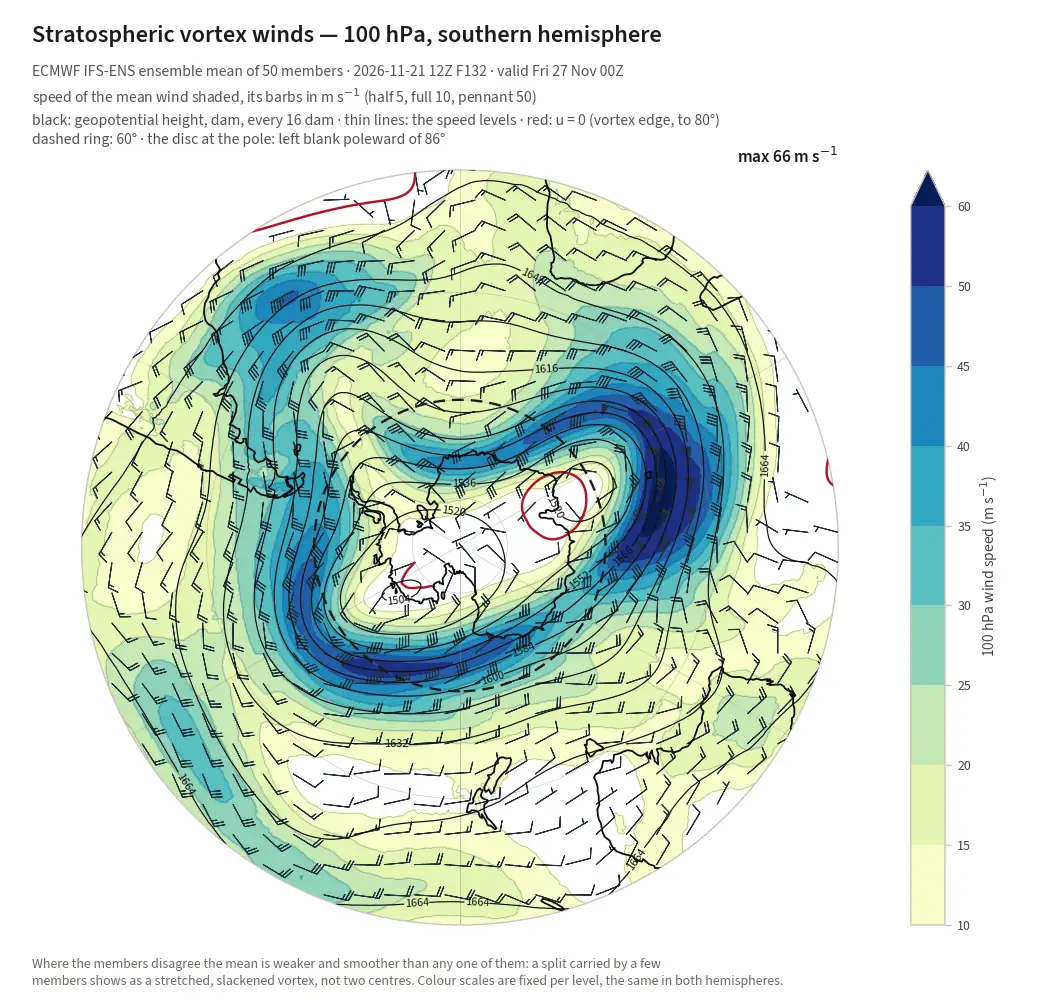 Stratospheric vortex winds — 100 hPa, southern hemisphere
ECMWF IFS-ENS ensemble mean of 50 members · 2026-11-21 12Z F132 · valid Fri 27 Nov 00Z
speed of the mean wind shaded, its barbs in m s⁻¹ (half 5, full 10, pennant 50)
black: geopotential height, dam, every 16 dam · thin lines: the speed levels · red: u = 0 (vortex edge, to 80°)
dashed ring: 60° · the disc at the pole: left blank poleward of 86°
max 66 m s⁻¹
60
50
45
40
35
30
25
20
15
10
100 hPa wind speed (m s⁻¹)
1648
1616
1664
1536
1520
1504
1600
1632
1664
1664
1664
1664
Where the members disagree the mean is weaker and smoother than any one of them: a split carried by a few
members shows as a stretched, slackened vortex, not two centres. Colour scales are fixed per level, the same in both hemispheres.